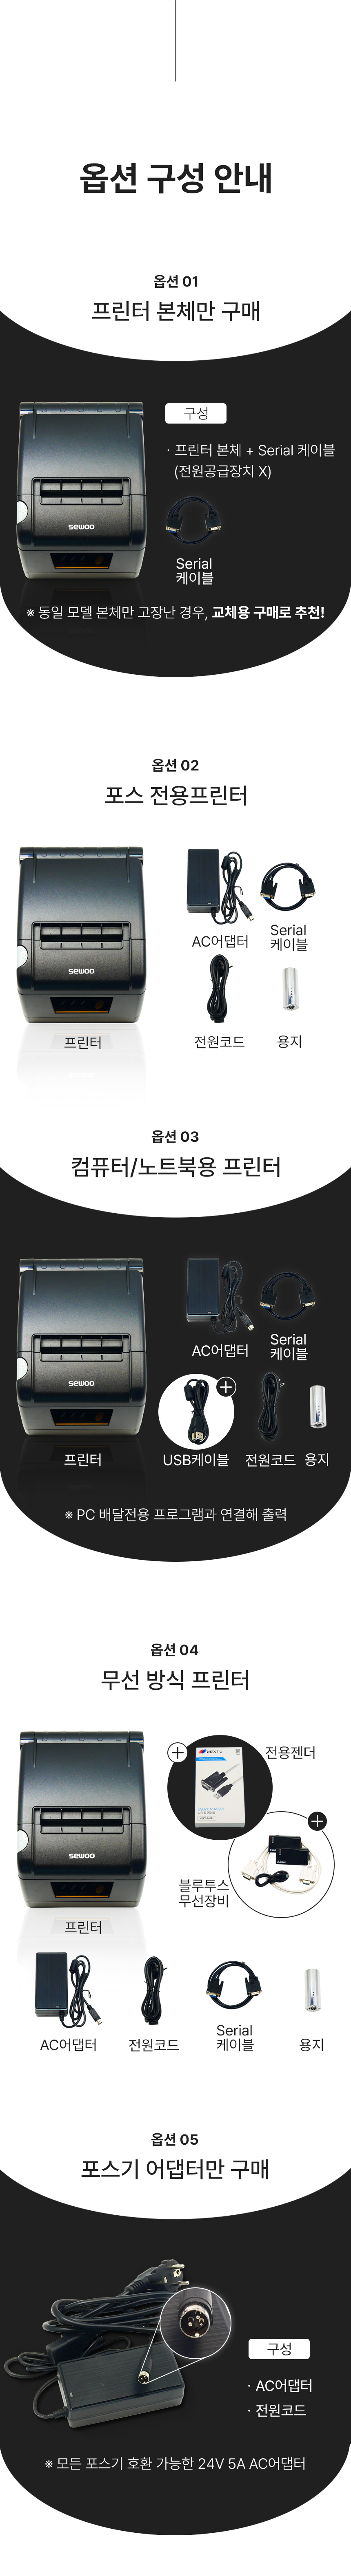 옵션 구성 안내
옵션 01
프린터 본체만 구매
구성
· 프린터 본체 + Serial 케이블
(전원공급장치 X)
sewoo
Serial
케이블
※ 동일 모델 본체만 고장난 경우, 교체용 구매로 추천!
옵션 02
포스 전용프린터
sewoo
AC어댑터
Serial
케이블
프린터
전원코드
용지
옵션 03
컴퓨터/노트북용 프린터
sewoo
AC어댑터
Serial
케이블
프린터
USB케이블
전원코드
용지
※ PC 배달전용 프로그램과 연결해 출력
옵션 04
무선 방식 프린터
NEXTU
전용젠더
sewoo
블루투스
무선장비
프린터
AC어댑터
전원코드
Serial
케이블
용지
옵션 05
포스기 어댑터만 구매
구성
· AC어댑터
· 전원코드
※ 모든 포스기 호환 가능한 24V 5A AC어댑터